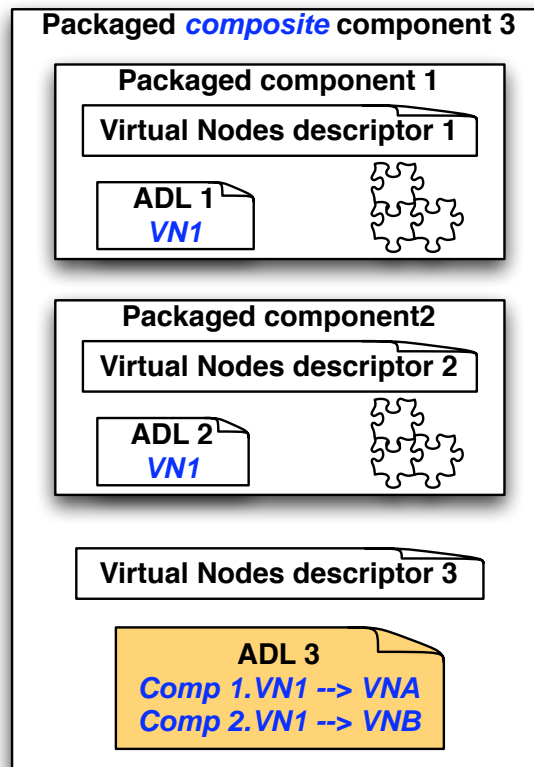 Packaged composite component 3
Packaged component 1
Virtual Nodes descriptor 1
ADL 1
VN1
Packaged component2
Virtual Nodes descriptor 2
ADL 2
VN1
Virtual Nodes descriptor 3
ADL 3
Comp 1.VN1 --> VNA
Comp 2.VN1 --> VNB